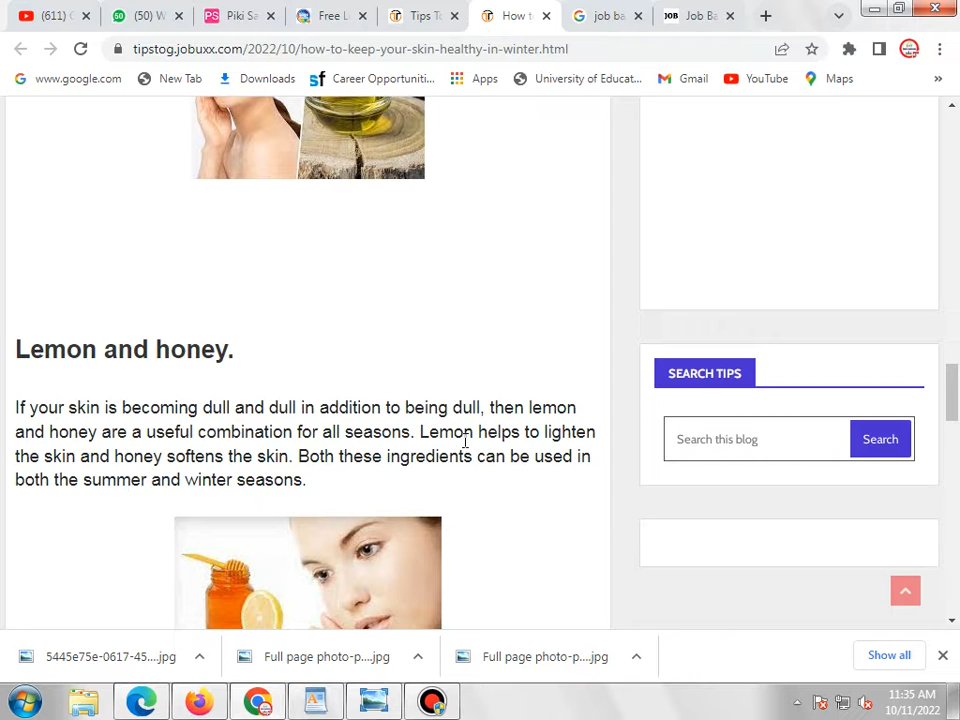 (611) C
(50) W
Piki Sa
Free L
Tips To
How to
job ba
Job Ba
tipstog.jobuxx.com/2022/10/how-to-keep-your-skin-healthy-in-winter.html
www.google.com
New Tab
Downloads
Career Opportuniti...
Apps
University of Educat...
Gmail
YouTube
Maps
»
Lemon and honey.
If your skin is becoming dull and dull in addition to being dull, then lemon
and honey are a useful combination for all seasons. Lemon helps to lighten
the skin and honey softens the skin. Both these ingredients can be used in
both the summer and winter seasons.
SEARCH TIPS
Search this blog
Search
5445e75e-0617-45....jpg
Full page photo-p....jpg
Full page photo-p....jpg
Show all
11:35 AM
10/11/2022